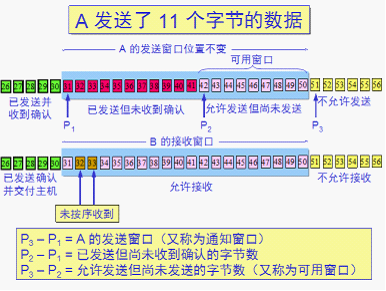 A 发送了 11 个字节的数据
A 的发送窗口位置不变
可用窗口
26 27 28 29 30 31 32 33 34 35 36 37 38 39 40 41 42 43 44 45 46 47 48 49 50 51 52 53 54 55 56
已发送并
收到确认
已发送但未收到确认
允许发送但尚未发送
不允许发送
P1 P2 P3
B 的接收窗口
26 27 28 29 30 31 32 33 34 35 36 37 38 39 40 41 42 43 44 45 46 47 48 49 50 51 52 53 54 55 56
已发送确认
并交付主机
允许接收
不允许接收
未按序收到
P3 – P1 = A 的发送窗口（又称为通知窗口）
P2 – P1 = 已发送但尚未收到确认的字节数
P3 – P2 = 允许发送但尚未发送的字节数（又称为可用窗口）